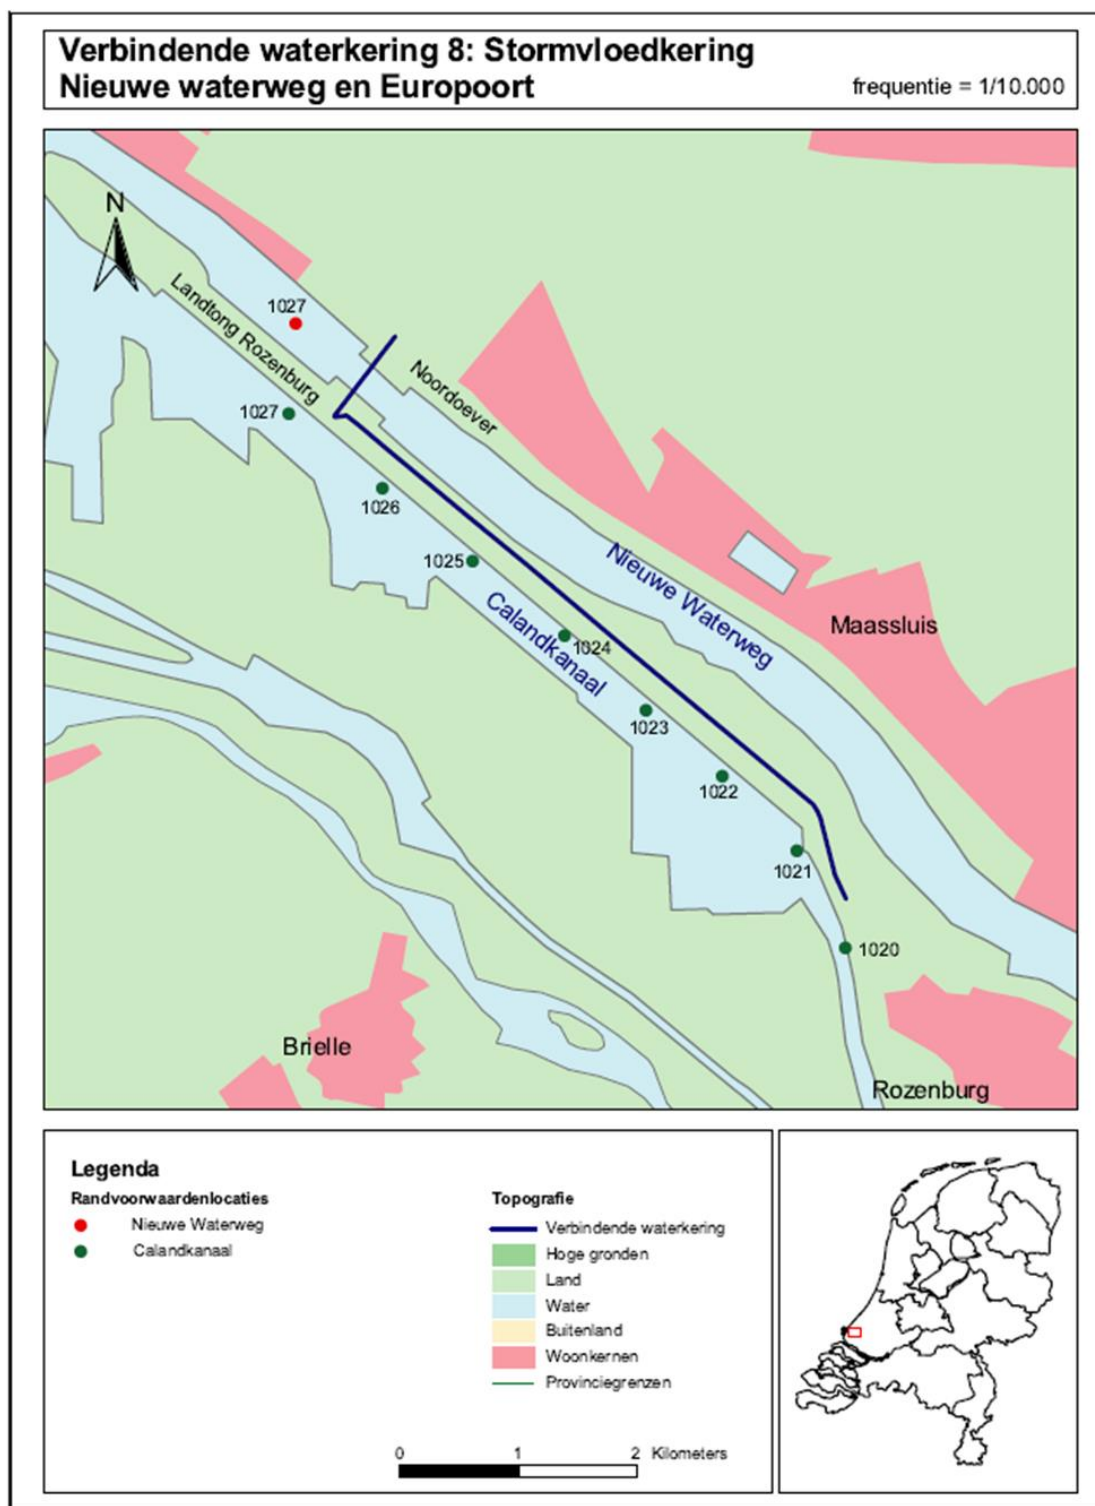 Verbindende waterkering 8: Stormvloedkering
Nieuwe waterweg en Europoort
frequentie = 1/10.000
N
1027
Landtong Rozenburg
Noordoever
1027
1026
1025
Nieuwe Waterweg
Calandkanaal
Maassluis
1024
1023
1022
1021
1020
Brielle
Rozenburg
Legenda
Randvoorwaardenlocaties
Nieuwe Waterweg
Calandkanaal
Topografie
Verbindende waterkering
Hoge gronden
Land
Water
Buitenland
Woonkernen
Provinciegrenzen
0 1 2 Kilometers